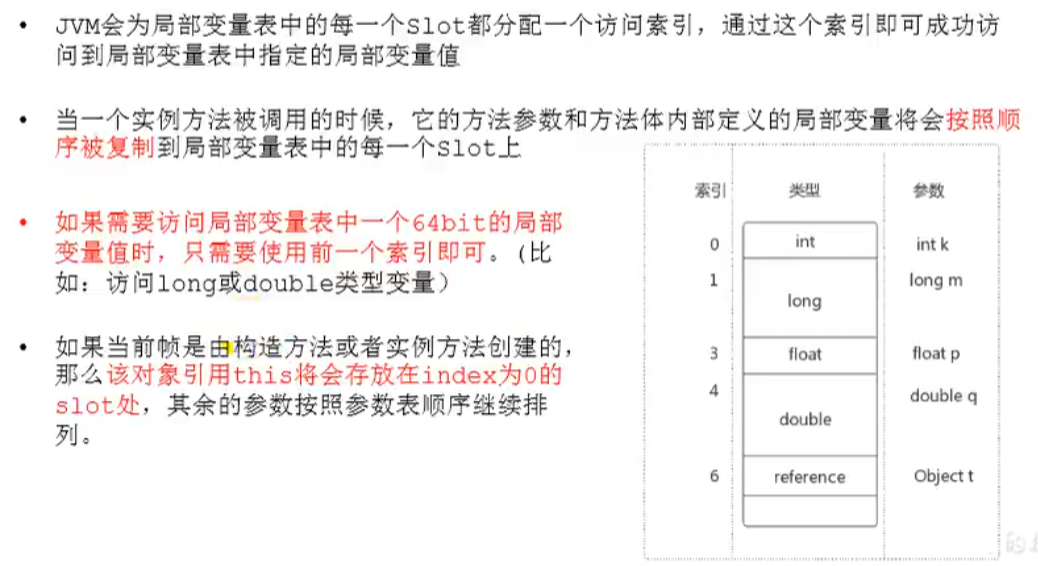 • JVM会为局部变量表中的每一个Slot都分配一个访问索引，通过这个索引即可成功访
问到局部变量表中指定的局部变量值
• 当一个实例方法被调用的时候，它的方法参数和方法体内部定义的局部变量将会按照顺
序被复制到局部变量表中的每一个Slot上
• 如果需要访问局部变量表中一个64bit的局部
变量值时，只需要使用前一个索引即可。(比
如：访问long或double类型变量）
• 如果当前帧是由构造方法或者实例方法创建的，
那么该对象引用this将会存放在index为0的
slot处，其余的参数按照参数表顺序继续排
列。
索引 类型 参数
0 int int k
1 long long m
3 float float p
4 double double q
6 reference Object t
的